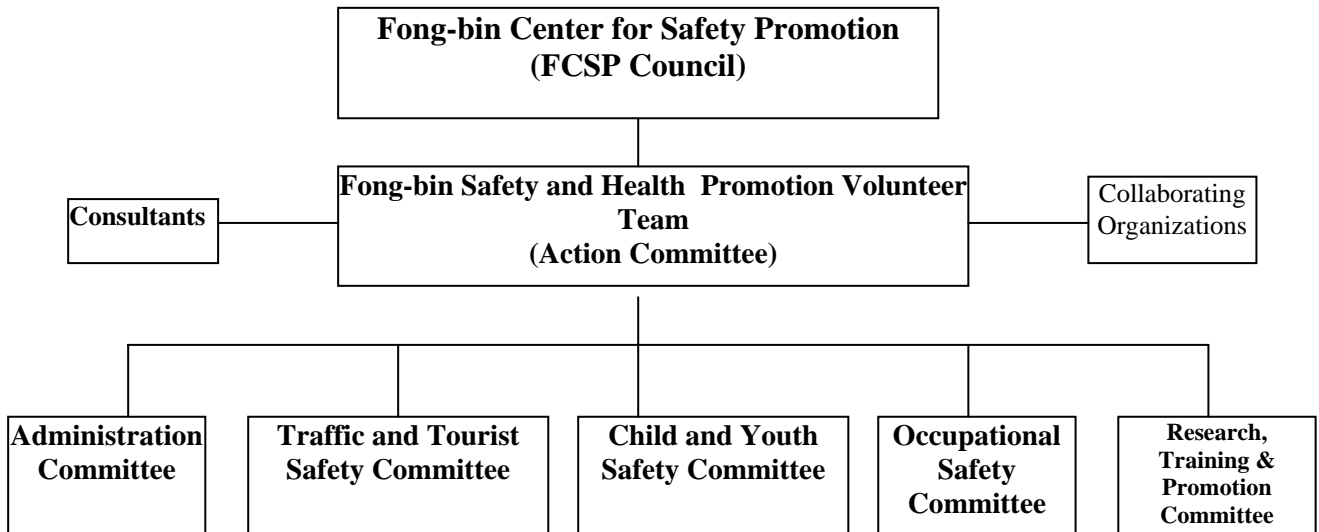 Fong-bin Center for Safety Promotion
(FCSP Council)
Fong-bin Safety and Health Promotion Volunteer
Team
(Action Committee)
Consultants
Collaborating
Organizations
Administration
Committee
Traffic and Tourist
Safety Committee
Child and Youth
Safety Committee
Occupational
Safety
Committee
Research,
Training &
Promotion
Committee